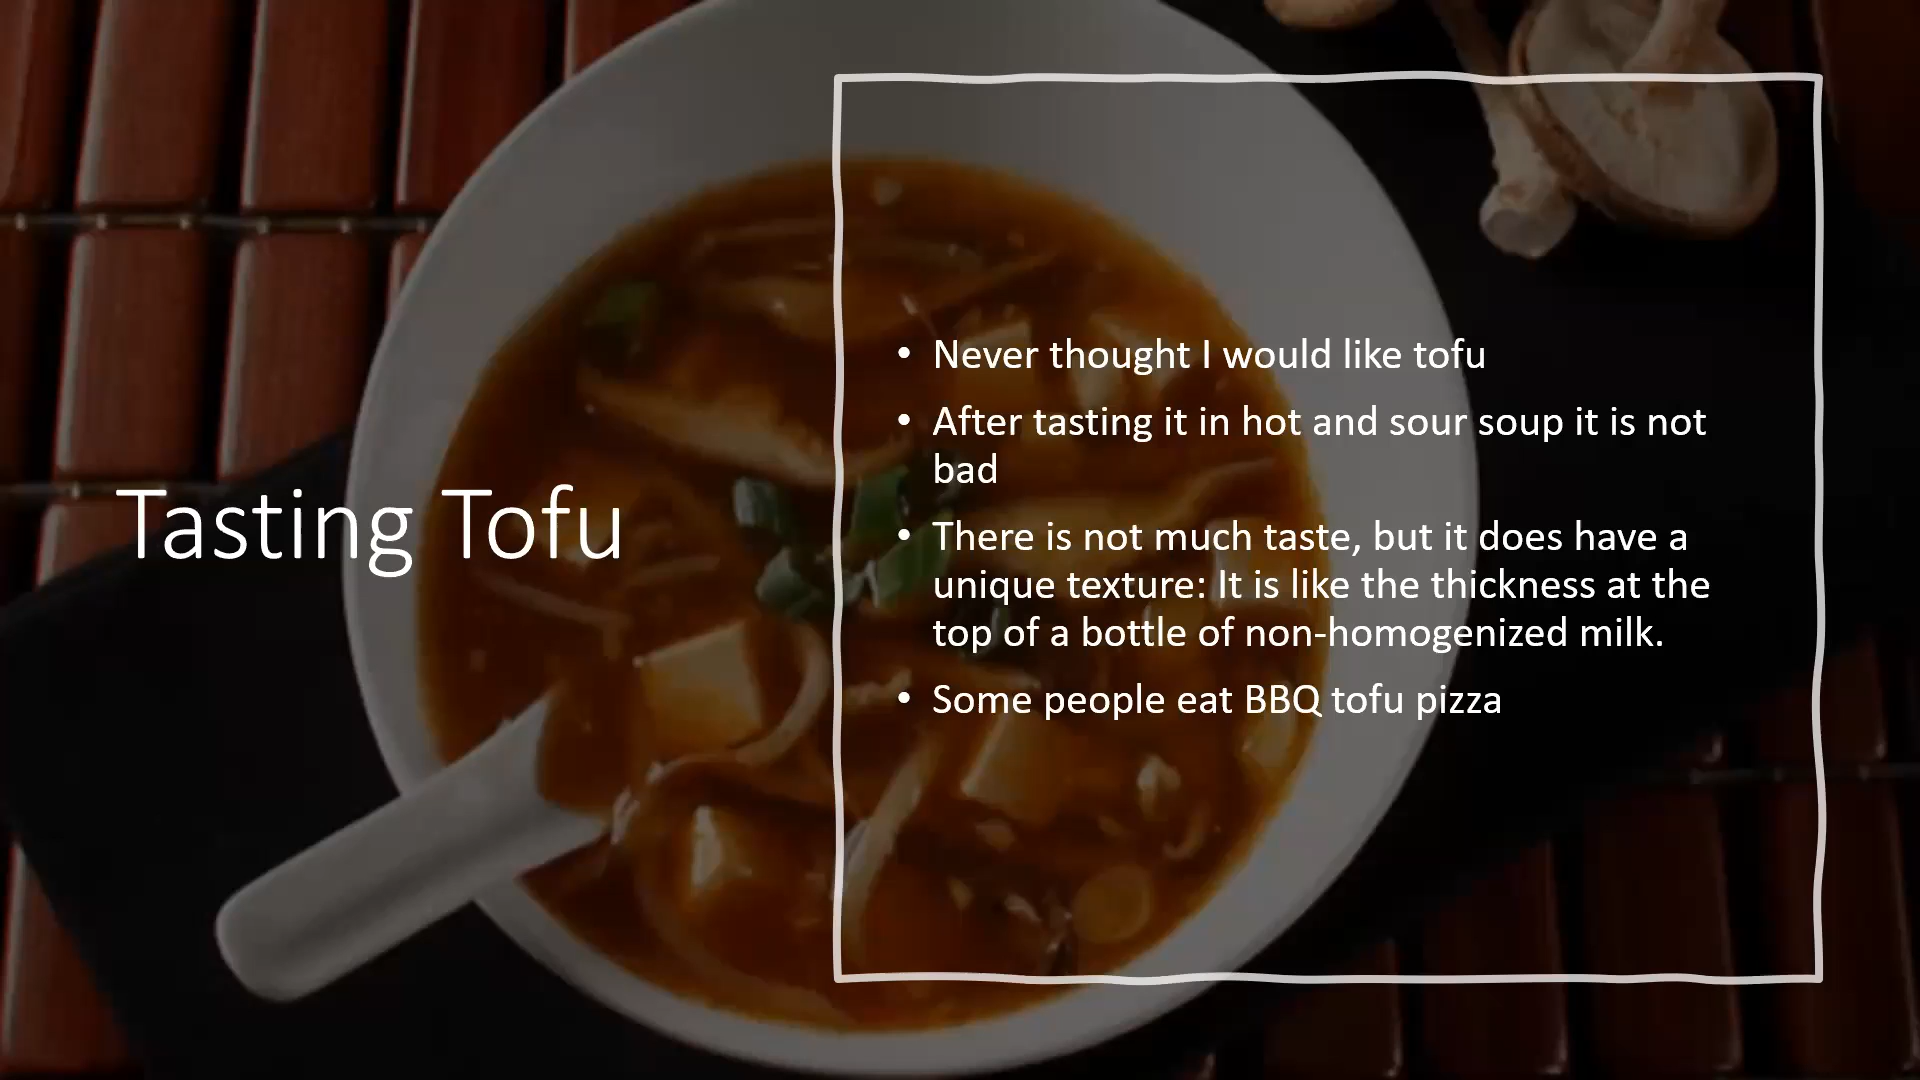 Tasting Tofu
• Never thought I would like tofu
• After tasting it in hot and sour soup it is not
bad
• There is not much taste, but it does have a
unique texture: It is like the thickness at the
top of a bottle of non-homogenized milk.
• Some people eat BBQ tofu pizza